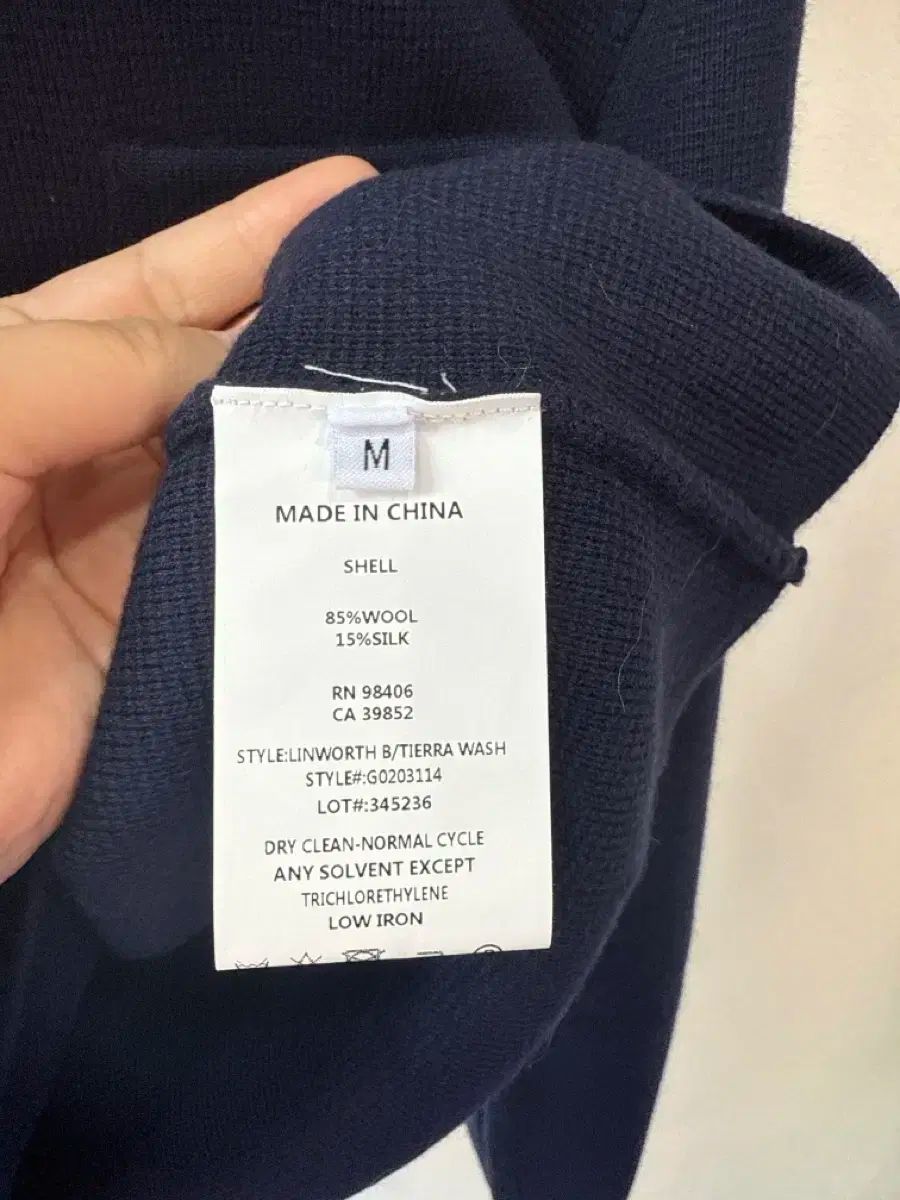 M
MADE IN CHINA
SHELL
85%WOOL
15%SILK
RN 98406
CA 39852
STYLE:LINWORTH B/TIERRA WASH
STYLE#:G0203114
LOT#:345236
DRY CLEAN-NORMAL CYCLE
ANY SOLVENT EXCEPT
TRICHLORETHYLENE
LOW IRON